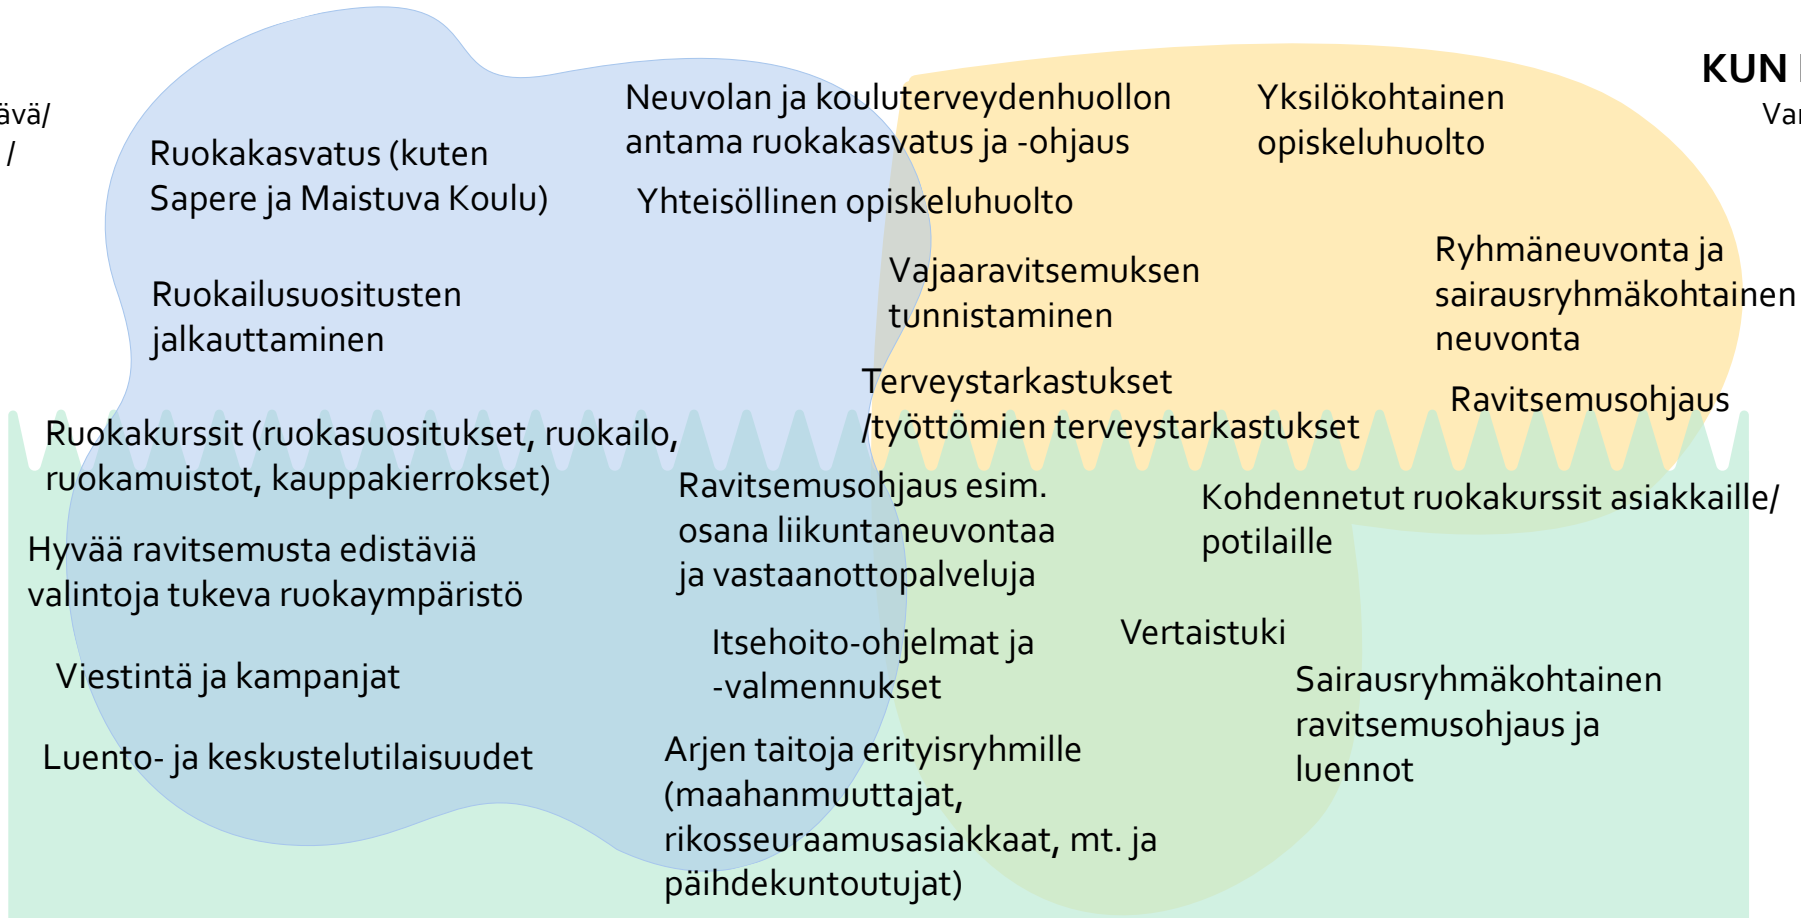 ävä/
/
KUN
Ruokakasvatus (kuten
Sapere ja Maistuva Koulu)
Neuvolan ja kouluterveydenhuollon
antama ruokakasvatus ja -ohjaus
Yhteisöllinen opiskeluhuolto
Yksilökohtainen
opiskeluhuolto
Ruokailusuositusten
jalkauttaminen
Vajaaravitsemuksen
tunnistaminen
Ryhmäneuvonta ja
sairausryhmäkohtainen
neuvonta
Terveystarkastukset
/työttömien terveystarkastukset
Ravitsemusohjaus
Ruokakurssit (ruokasuositukset, ruokailo,
ruokamuistot, kauppakierrokset)
Ravitsemusohjaus esim.
osana liikuntaneuvontaa
ja vastaanottopalveluja
Kohdennetut ruokakurssit asiakkaille/
potilaille
Hyvää ravitsemusta edistäviä
valintoja tukeva ruokaympäristö
Itsehoito-ohjelmat ja
-valmennukset
Vertaistuki
Viestintä ja kampanjat
Sairausryhmäkohtainen
ravitsemusohjaus ja
luennot
Luento- ja keskustelutilaisuudet
Arjen taitoja erityisryhmille
(maahanmuuttajat,
rikosseuraamusasiakkaat, mt. ja
päihdekuntoutujat)